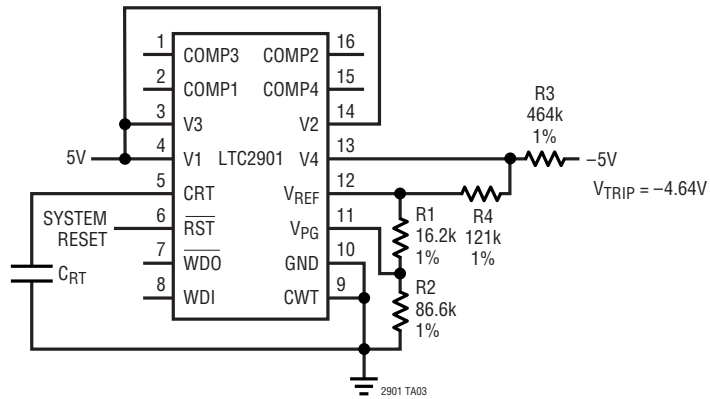 1 COMP3 COMP2 16
2 COMP1 COMP4 15
3 V3 V2 14
5V 4 V1 LTC2901 V4 13
5 CRT VREF 12
SYSTEM RESET 6 RST VPG 11
7 WDO GND 10
8 WDI CWT 9
CRT
R3
464k
1%
–5V
VTRIP = –4.64V
R4
121k
1%
R1
16.2k
1%
R2
86.6k
1%
2901 TA03